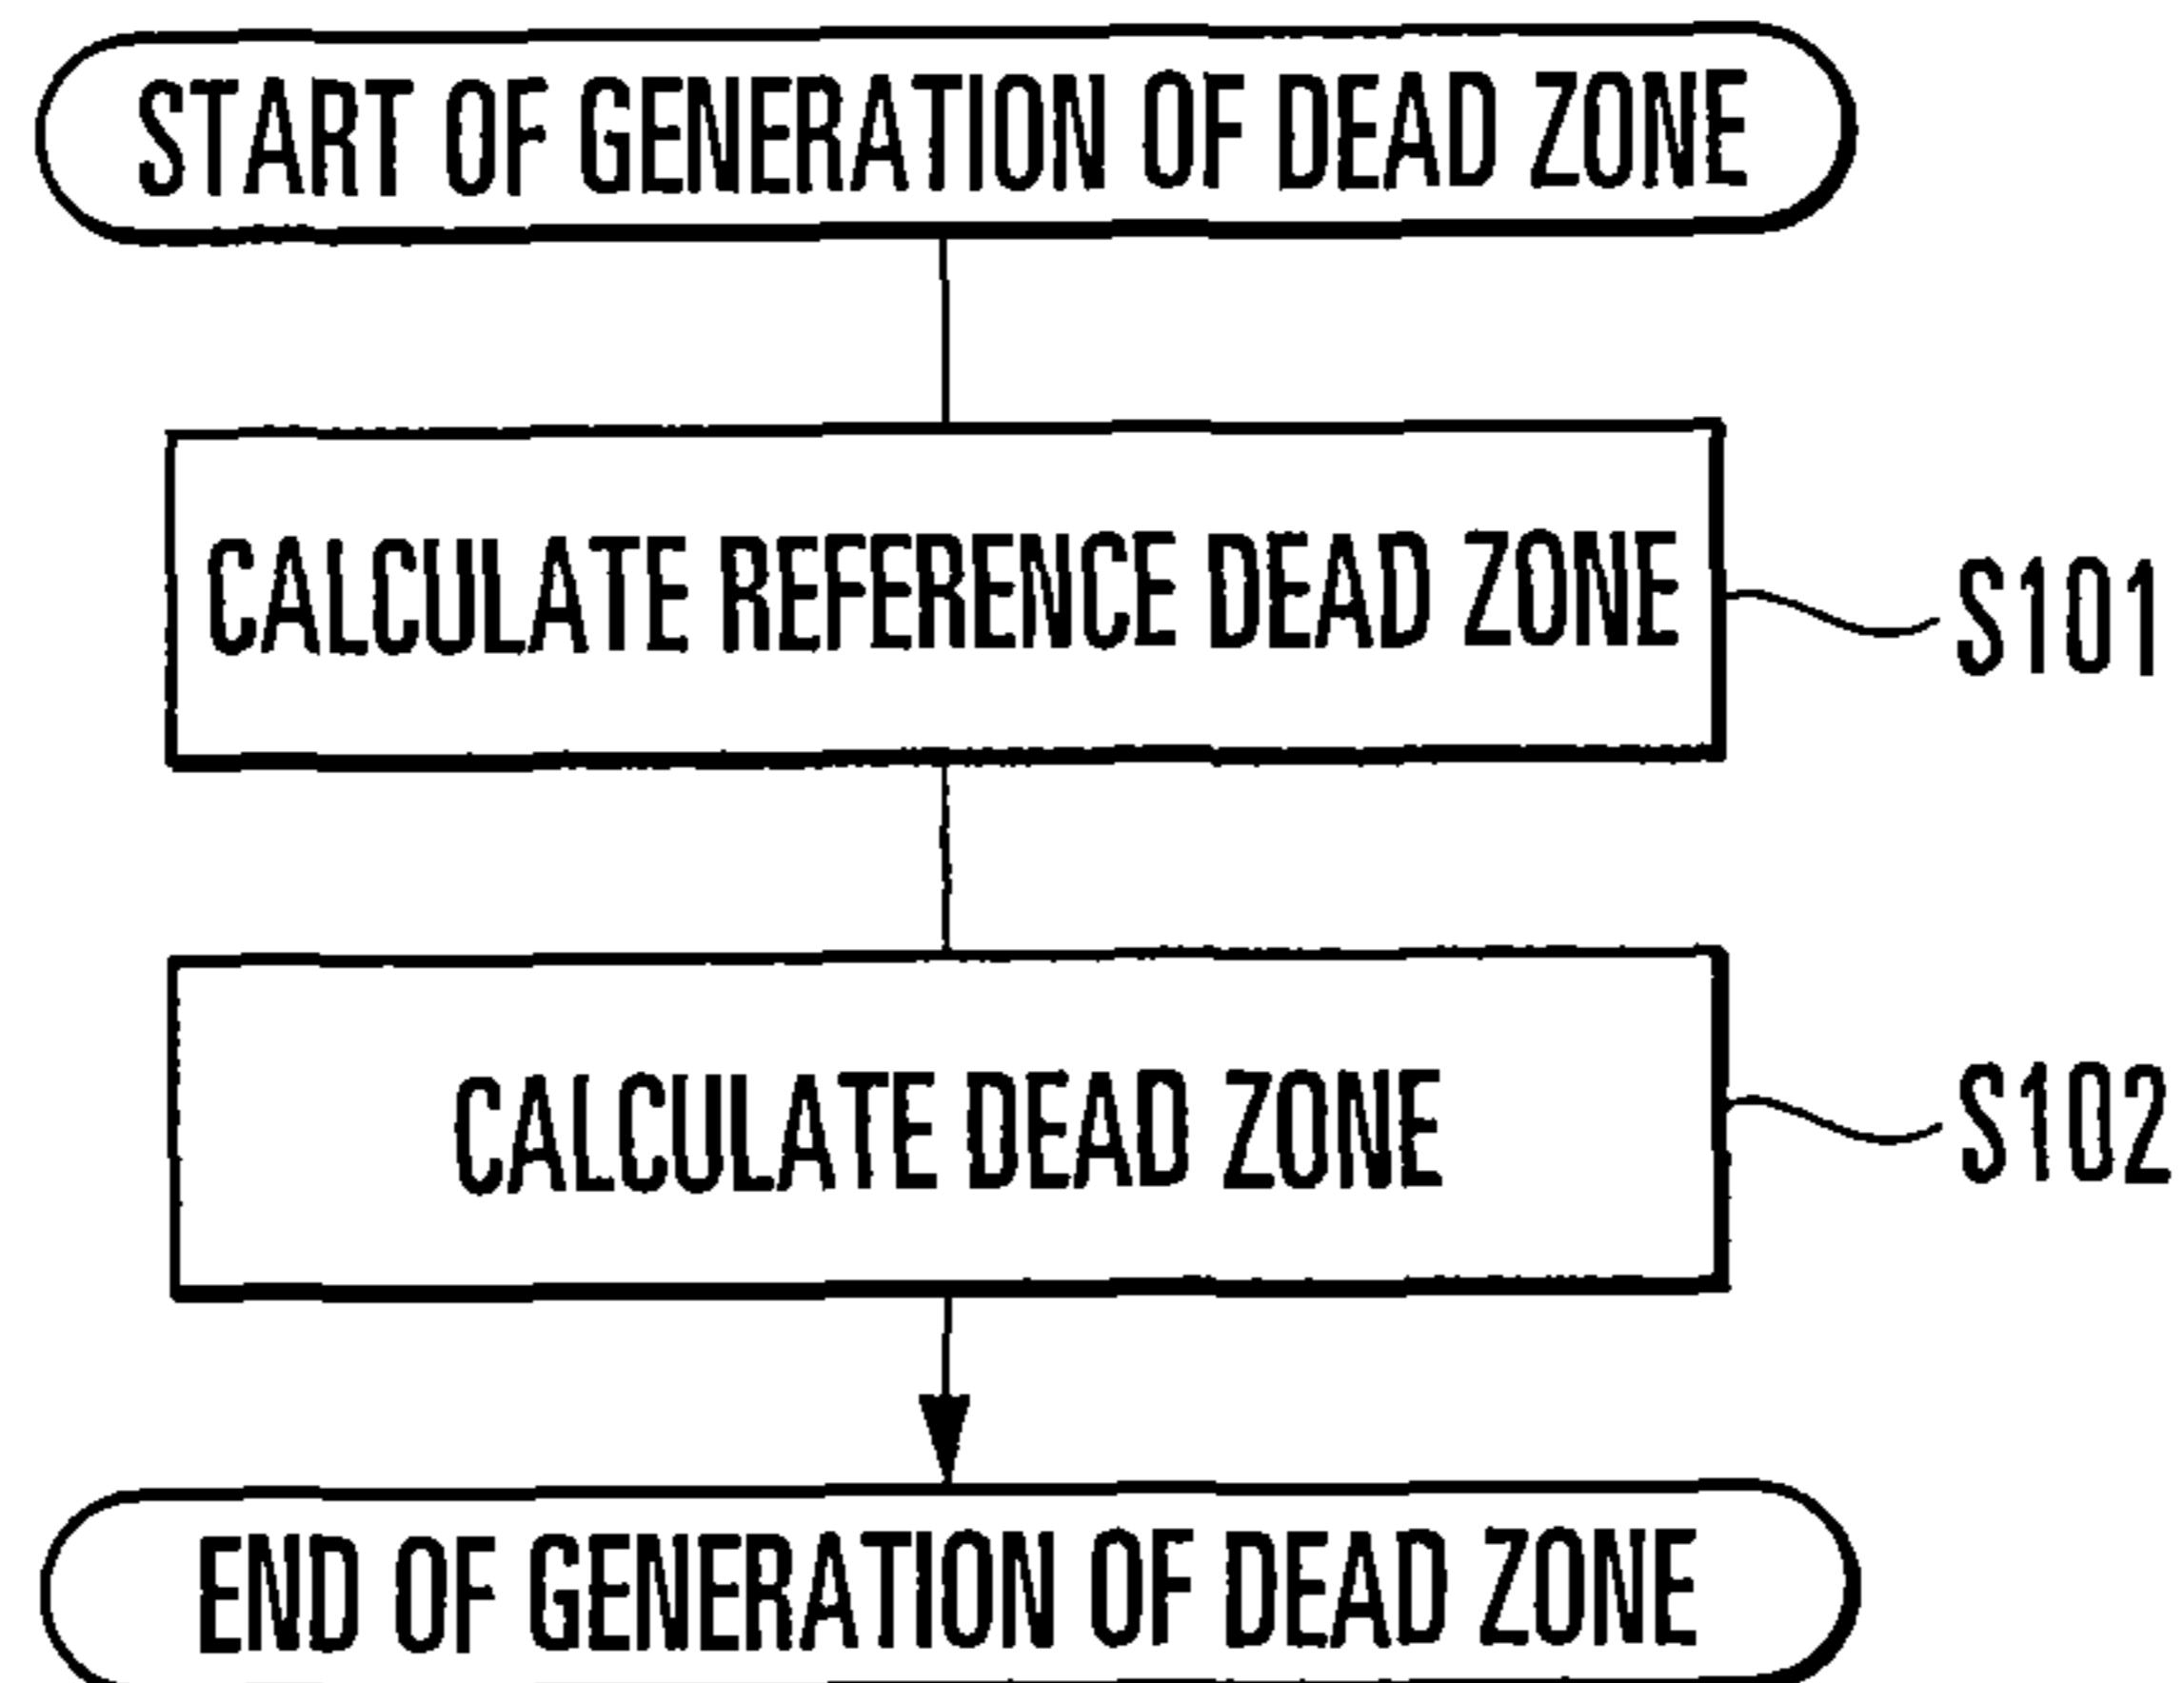 START OF GENERATION OF DEAD ZONE
CALCULATE REFERENCE DEAD ZONE
S101
CALCULATE DEAD ZONE
S102
END OF GENERATION OF DEAD ZONE